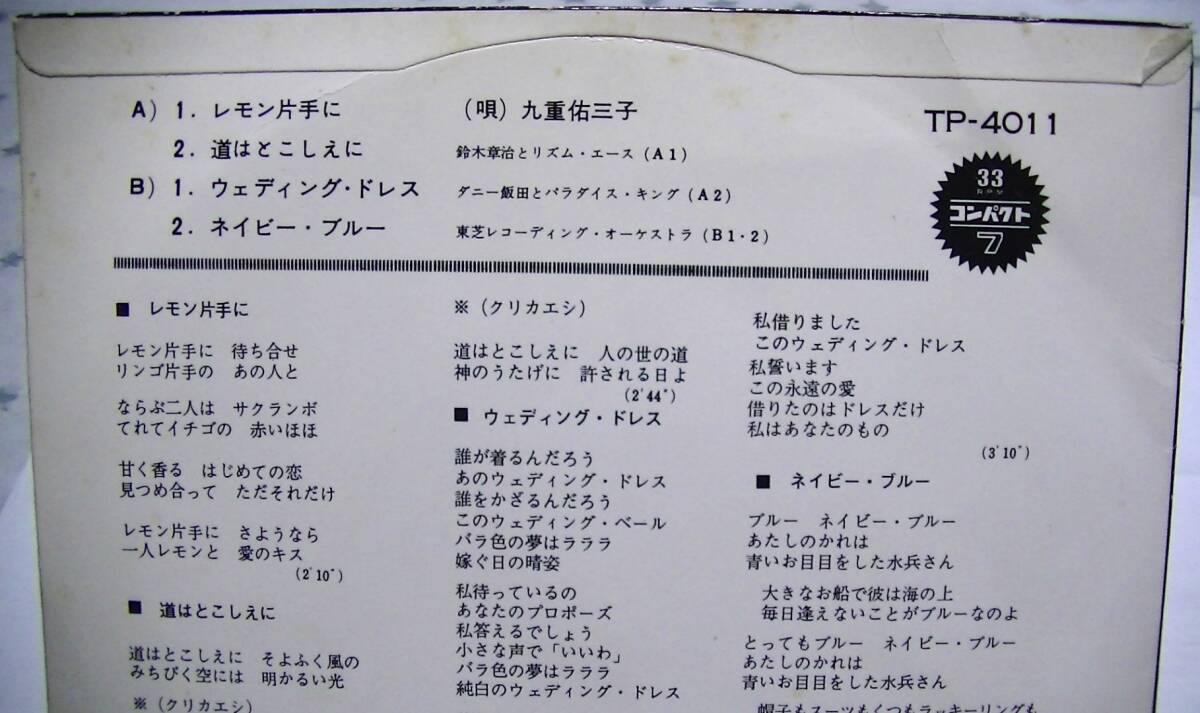 A) 1. レモン片手に
(唄) 九重佑三子
2. 道はとこしえに
鈴木章治とリズム・エース (A1)
B) 1. ウェディング・ドレス
ダニー飯田とパラダイス・キング (A2)
2. ネイビー・ブルー
東芝レコーディング・オーケストラ (B1・2)
TP-4011
33
RPM
コンパクト
7
■ レモン片手に
レモン片手に 待ち合せ
リンゴ片手の あの人と
ならぶ二人は サクランボ
てれてイチゴの 赤いほほ
甘く香る はじめての恋
見つめ合って ただそれだけ
レモン片手に さようなら
一人レモンと 愛のキス
(2'10")
■ 道はとこしえに
道はとこしえに そよふく風の
みちびく空には 明かるい光
※(クリカエシ)
※(クリカエシ)
道はとこしえに 人の世の道
神のうたげに 許される日よ
(2'44")
■ ウェディング・ドレス
誰が着るんだろう
あのウェディング・ドレス
誰をかざるんだろう
このウェディング・ベール
バラ色の夢はラララ
嫁ぐ日の晴姿
私待っているの
あなたのプロポーズ
私答えるでしょう
小さな声で「いいわ」
バラ色の夢はラララ
純白のウェディング・ドレス
私借りました
このウェディング・ドレス
私誓います
この永遠の愛
借りたのはドレスだけ
私はあなたのもの
(3'10")
■ ネイビー・ブルー
ブルー ネイビー・ブルー
あたしのかれは
青いお目目をした水兵さん
大きなお船で彼は海の上
毎日逢えないことがブルーなのよ
とってもブルー ネイビー・ブルー
あたしのかれは
青いお目目をした水兵さん
帽子もスーツもくつもラッキーリングも